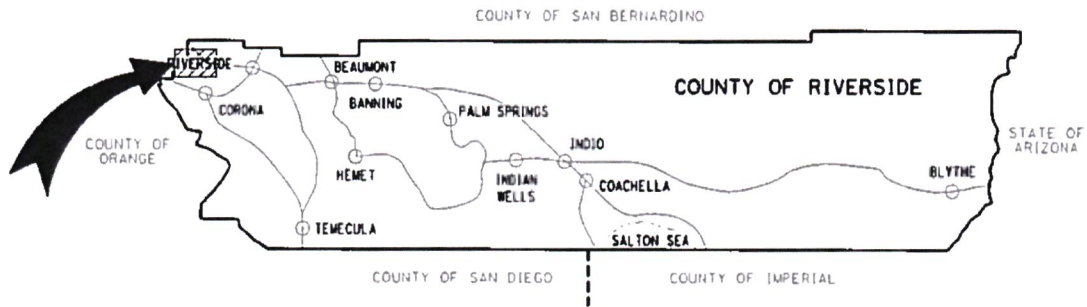 COUNTY OF SAN BERNARDINO
RIVERSIDE
BEAUMONT
BANNING
COUNTY OF RIVERSIDE
CORONA
PALM SPRINGS
COUNTY OF
ORANGE
STATE OF
ARIZONA
INDIO
HEMET
INDIAN
WELLS
COACHELLA
BLYTHE
TEMECULA
SALTON SEA
COUNTY OF SAN DIEGO
COUNTY OF IMPERIAL